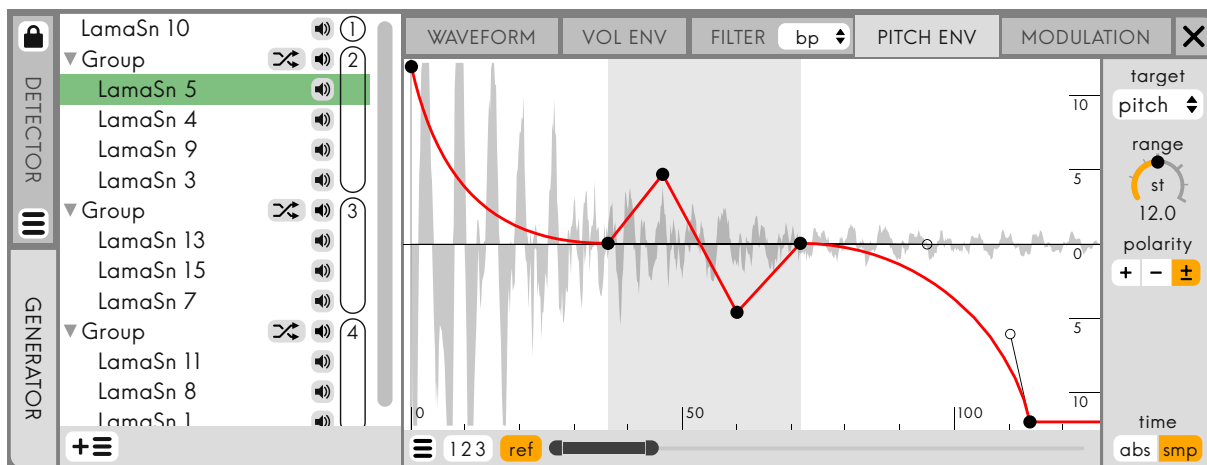 DETECTOR
GENERATOR
LamaSn 10 1
Group 2
LamaSn 5
LamaSn 4
LamaSn 9
LamaSn 3
Group 3
LamaSn 13
LamaSn 15
LamaSn 7
Group 4
LamaSn 11
LamaSn 8
LamaSn 1
WAVEFORM VOL ENV FILTER bp PITCH ENV MODULATION
10
5
0
5
10
0 50 100
123 ref
target
pitch
range
st
12.0
polarity
+ − ±
time
abs smp